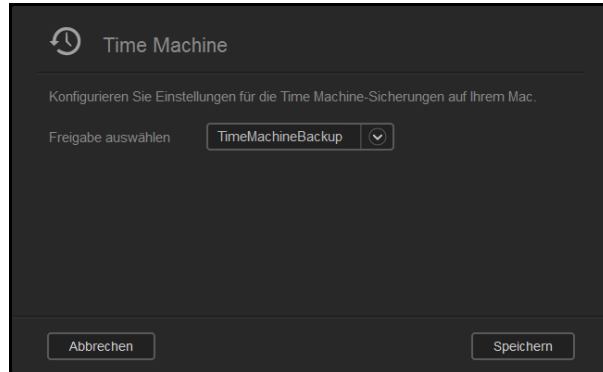 Time Machine
Konfigurieren Sie Einstellungen für die Time Machine-Sicherungen auf Ihrem Mac.
Freigabe auswählen TimeMachineBackup
Abbrechen Speichern